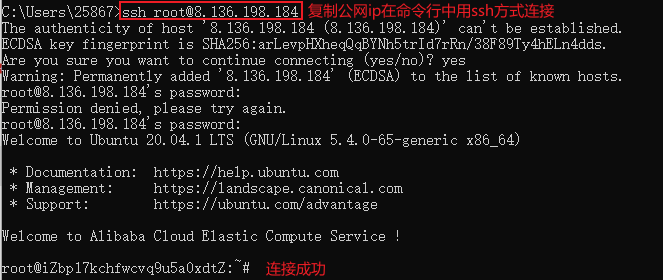 C:\Users\25867>ssh root@8.136.198.184 复制公网ip在命令行中用ssh方式连接
The authenticity of host '8.136.198.184 (8.136.198.184)' can't be established.
ECDSA key fingerprint is SHA256:arLevpHXheqQqBYNh5trId7rRn/38F89Ty4hELn4dds.
Are you sure you want to continue connecting (yes/no)? yes
Warning: Permanently added '8.136.198.184' (ECDSA) to the list of known hosts.
root@8.136.198.184's password:
Permission denied, please try again.
root@8.136.198.184's password:
Welcome to Ubuntu 20.04.1 LTS (GNU/Linux 5.4.0-65-generic x86_64)
* Documentation: https://help.ubuntu.com
* Management: https://landscape.canonical.com
* Support: https://ubuntu.com/advantage
Welcome to Alibaba Cloud Elastic Compute Service !
root@iZbp17kchfwcvq9u5a0xdtZ:~# 连接成功